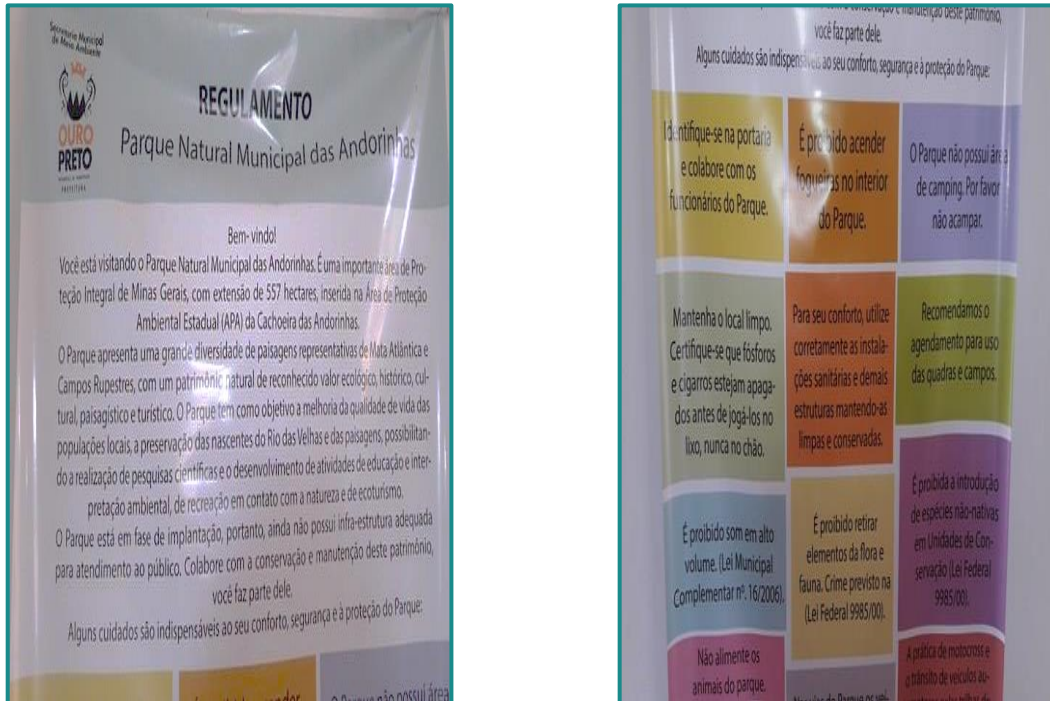 Secretaria Municipal
de Meio Ambiente
OURO
PRETO
PREFEITURA
REGULAMENTO
Parque Natural Municipal das Andorinhas
Bem- vindo!
Você está visitando o Parque Natural Municipal das Andorinhas. É uma importante área de Pro-
teção Integral de Minas Gerais, com extensão de 557 hectares, inserida na Área de Proteção
Ambiental Estadual (APA) da Cachoeira das Andorinhas.
O Parque apresenta uma grande diversidade de paisagens representativas de Mata Atlântica e
Campos Rupestres, com um patrimônio natural de reconhecido valor ecológico, histórico, cul-
tural, paisagístico e turístico. O Parque tem como objetivo a melhoria da qualidade de vida das
populações locais, a preservação das nascentes do Rio das Velhas e das paisagens, possibilitan-
do a realização de pesquisas científicas e o desenvolvimento de atividades de educação e inter-
pretação ambiental, de recreação em contato com a natureza e de ecoturismo.
O Parque está em fase de implantação, portanto, ainda não possui infra-estrutura adequada
para atendimento ao público. Colabore com a conservação e manutenção deste patrimônio,
você faz parte dele.
Alguns cuidados são indispensáveis ao seu conforto, segurança e à proteção do Parque:
O Parque não possui área
conservação e manutenção deste patrimônio,
você faz parte dele.
Alguns cuidados são indispensáveis ao seu conforto, segurança e à proteção do Parque:
Identifique-se na portaria
e colabore com os
funcionários do Parque.
É proibido acender
fogueiras no interior
do Parque.
O Parque não possui área
de camping. Por favor
não acampar.
Mantenha o local limpo.
Certifique-se que fósforos
e cigarros estejam apaga-
dos antes de jogá-los no
lixo, nunca no chão.
Para seu conforto, utilize
corretamente as instala-
ções sanitárias e demais
estruturas mantendo-as
limpas e conservadas.
Recomendamos o
agendamento para uso
das quadras e campos.
É proibido som em alto
volume. (Lei Municipal
Complementar nº. 16/2006).
É proibido retirar
elementos da flora e
fauna. Crime previsto na
(Lei Federal 9985/00).
É proibida a introdução
de espécies não-nativas
em Unidades de Con-
servação (Lei Federal
9985/00).
Não alimente os
animais do parque.
A prática de motocross e
o trânsito de veículos au-